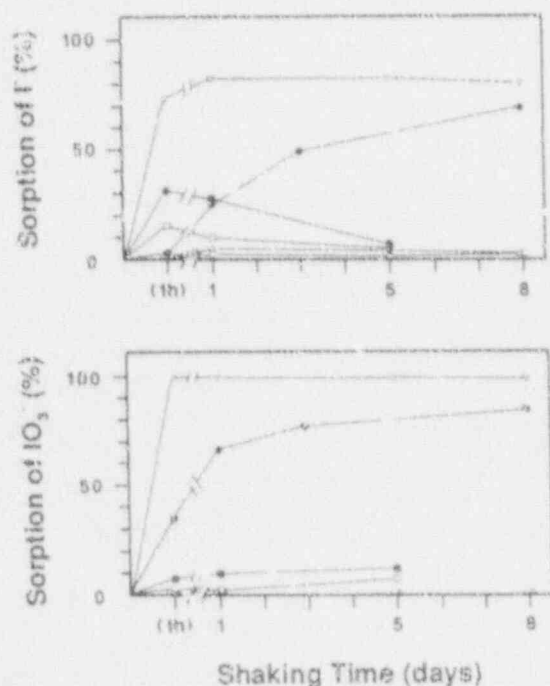 Sorption of I⁻ (%)
100
50
0
(1h) 1 5 8
Sorption of IO₃⁻ (%)
100
50
0
(1h) 1 5 8
Shaking Time (days)